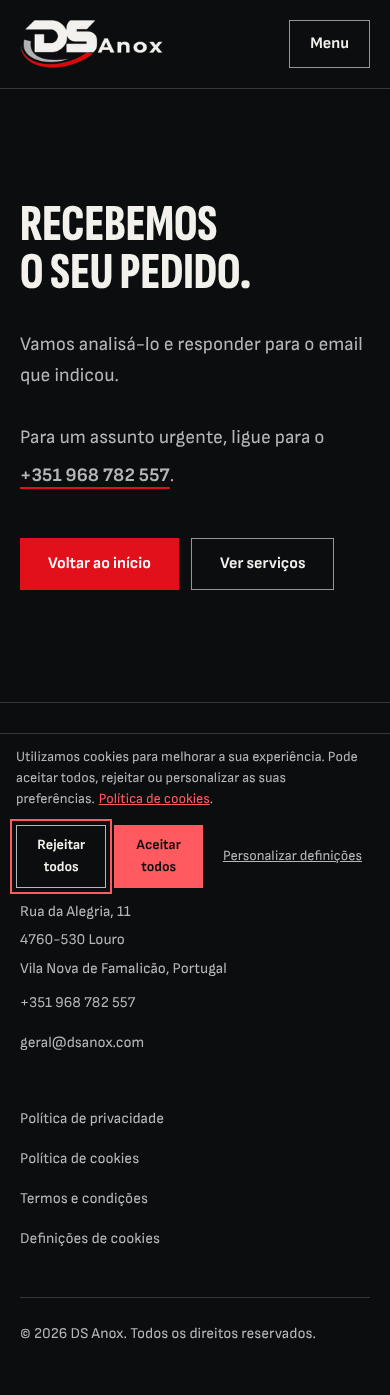 DS Anox
Menu
RECEBEMOS
O SEU PEDIDO.
Vamos analisá-lo e responder para o email
que indicou.
Para um assunto urgente, ligue para o
+351 968 782 557.
Voltar ao início
Ver serviços
Utilizamos cookies para melhorar a sua experiência. Pode
aceitar todos, rejeitar ou personalizar as suas
preferências. Política de cookies.
Rejeitar
todos
Aceitar
todos
Personalizar definições
Rua da Alegria, 11
4760-530 Louro
Vila Nova de Famalicão, Portugal
+351 968 782 557
geral@dsanox.com
Política de privacidade
Política de cookies
Termos e condições
Definições de cookies
© 2026 DS Anox. Todos os direitos reservados.